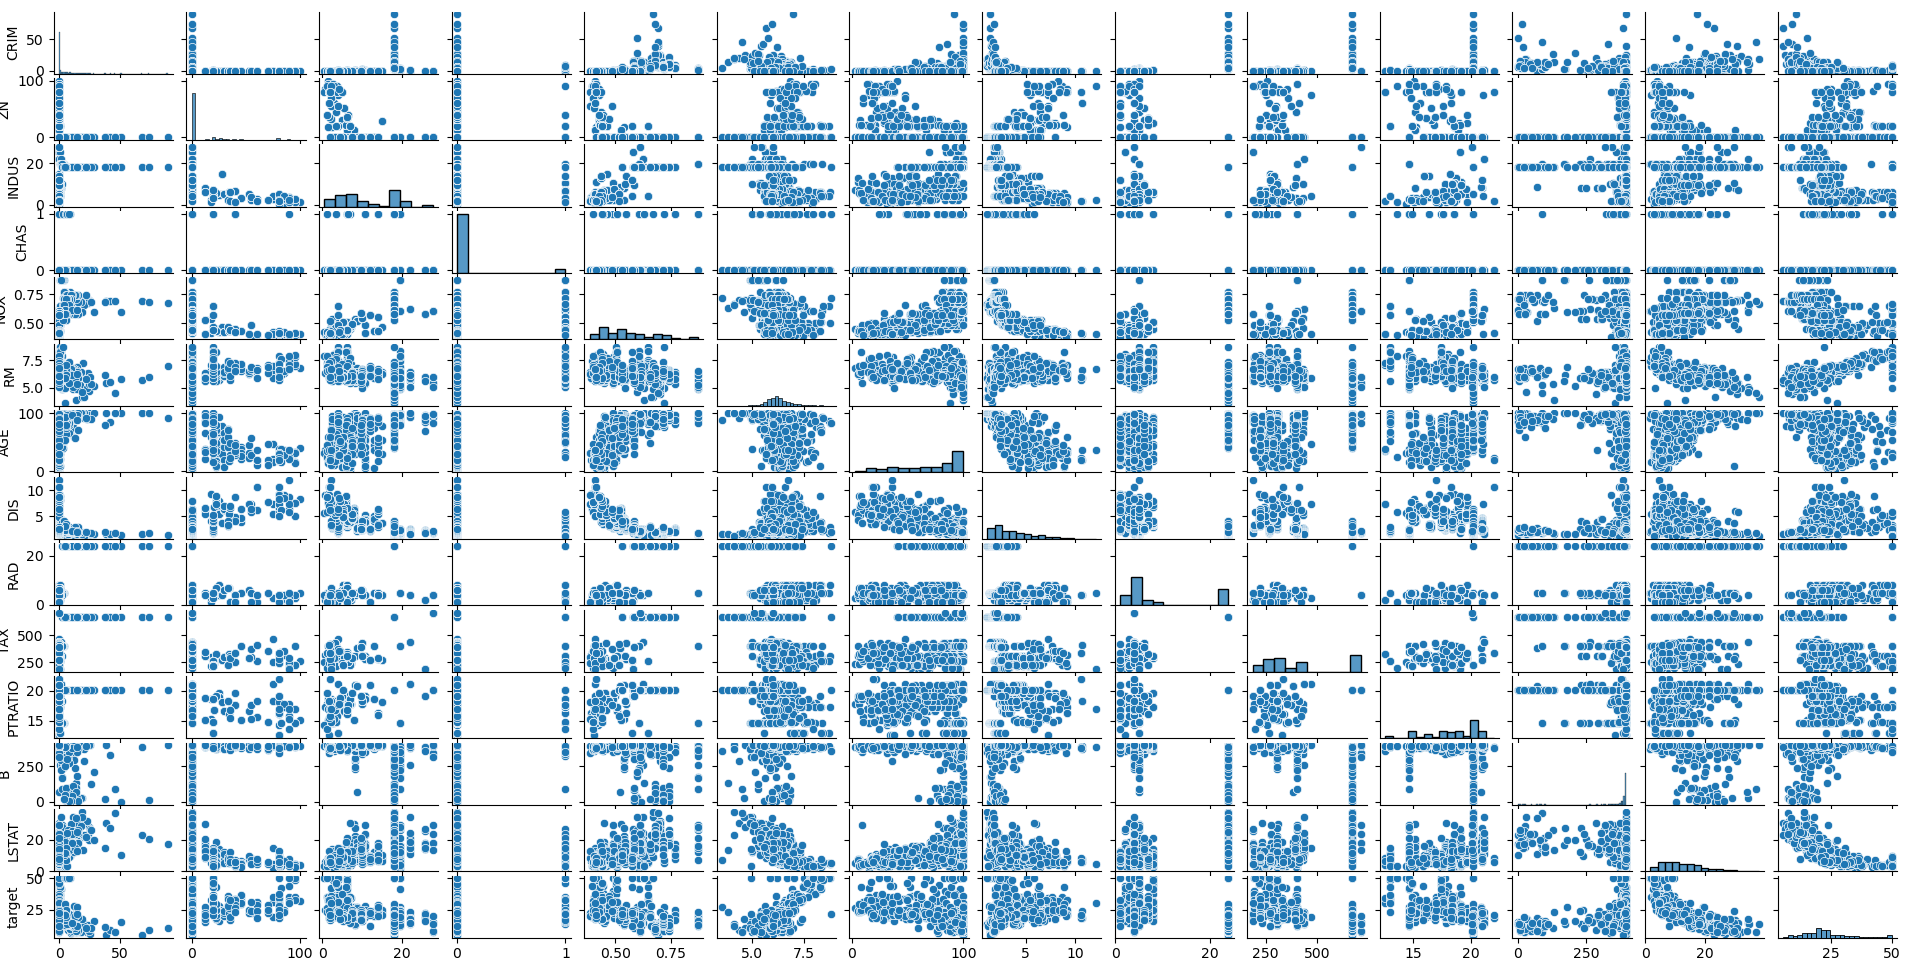 CRIM 50 0
ZN 100 0
INDUS 20 0
CHAS 1 0
NOX 0.75 0.50
RM 7.5 5.0
AGE 100 0
DIS 10 5
RAD 20 0
TAX 500 250
PTRATIO 20 15
B 250 0
LSTAT 20 0
target 50 25
0 50 0 100 0 20 0 1 0.50 0.75 5.0 7.5 0 100 5 10 0 20 250 500 15 20 0 250 0 20 25 50